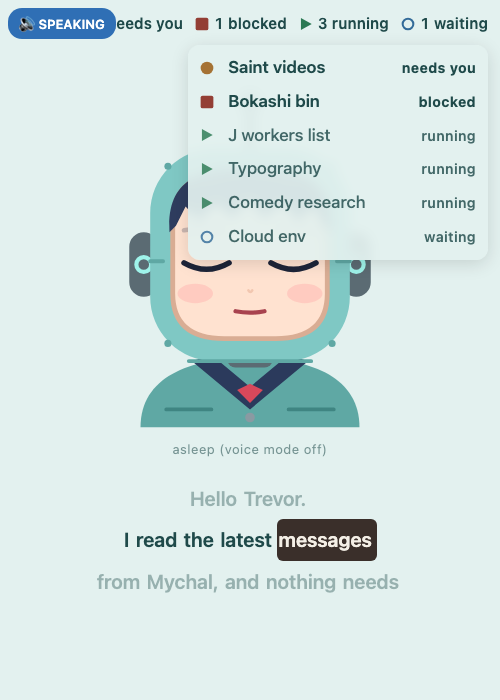 SPEAKING eeds you 1 blocked 3 running 1 waiting
Saint videos needs you
Bokashi bin blocked
J workers list running
Typography running
Comedy research running
Cloud env waiting
asleep (voice mode off)
Hello Trevor.
I read the latest messages
from Mychal, and nothing needs